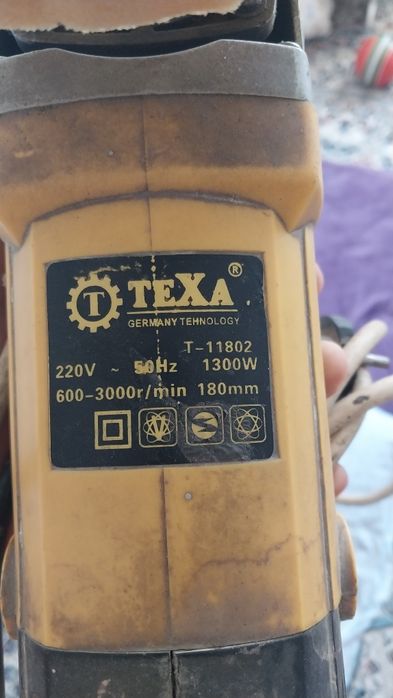 T TEXA ®
GERMANY TEHNOLOGY
T-11802
220V ~ 50Hz 1300W
600-3000r/min 180mm
V